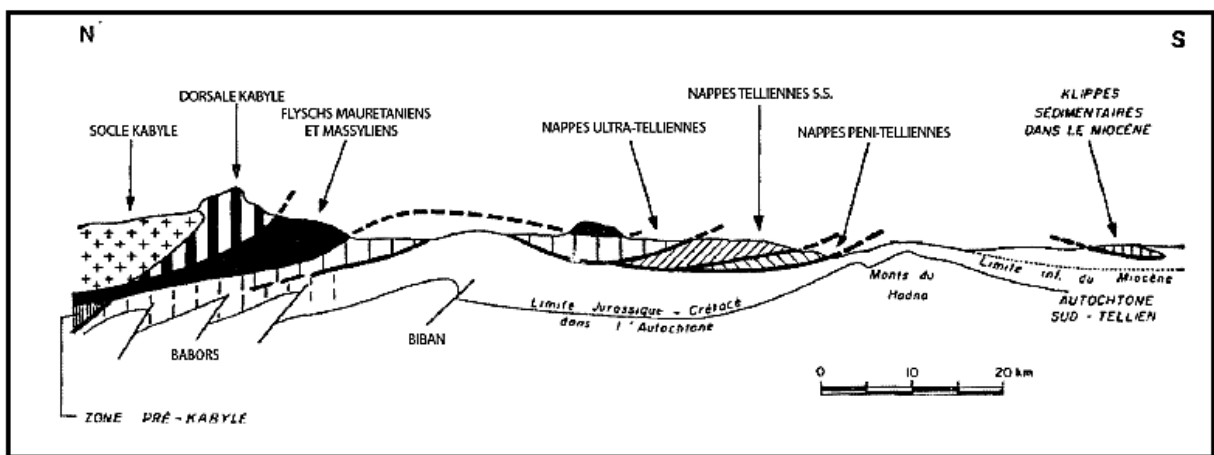 N
S
DORSALE KABYLE
SOCLE KABYLE
FLYSCHS MAURETANIENS
ET MASSYLIENS
NAPPES TELLIENNES S.S.
NAPPES ULTRA-TELLIENNES
NAPPES PENI-TELLIENNES
KLIPPES
SÉDIMENTAIRES
DANS LE MIOCÈNE
Limite Jurassique - Crétacé
dans l'Autochtone
Monts du
Hodna
Limite inf. du Miocène
AUTOCHTONE
SUD - TELLIEN
BABORS
BIBAN
0 10 20 km
ZONE PRÉ-KABYLE